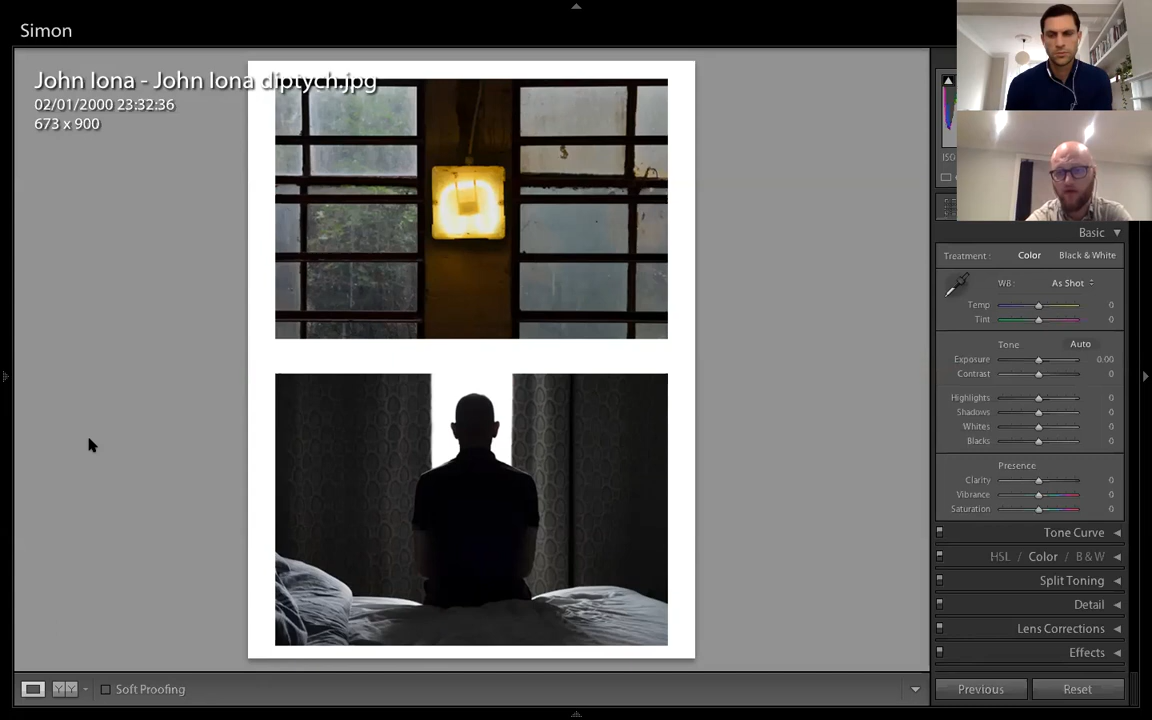 Simon
John Iona - John Iona diptych.jpg
02/01/2000 23:32:36
673 x 900
ISO
Basic
Treatment : Color Black & White
WB : As Shot
Temp 0
Tint 0
Tone Auto
Exposure 0.00
Contrast 0
Highlights 0
Shadows 0
Whites 0
Blacks 0
Presence
Clarity 0
Vibrance 0
Saturation 0
Tone Curve
HSL / Color / B & W
Split Toning
Detail
Lens Corrections
Effects
Soft Proofing
Previous Reset